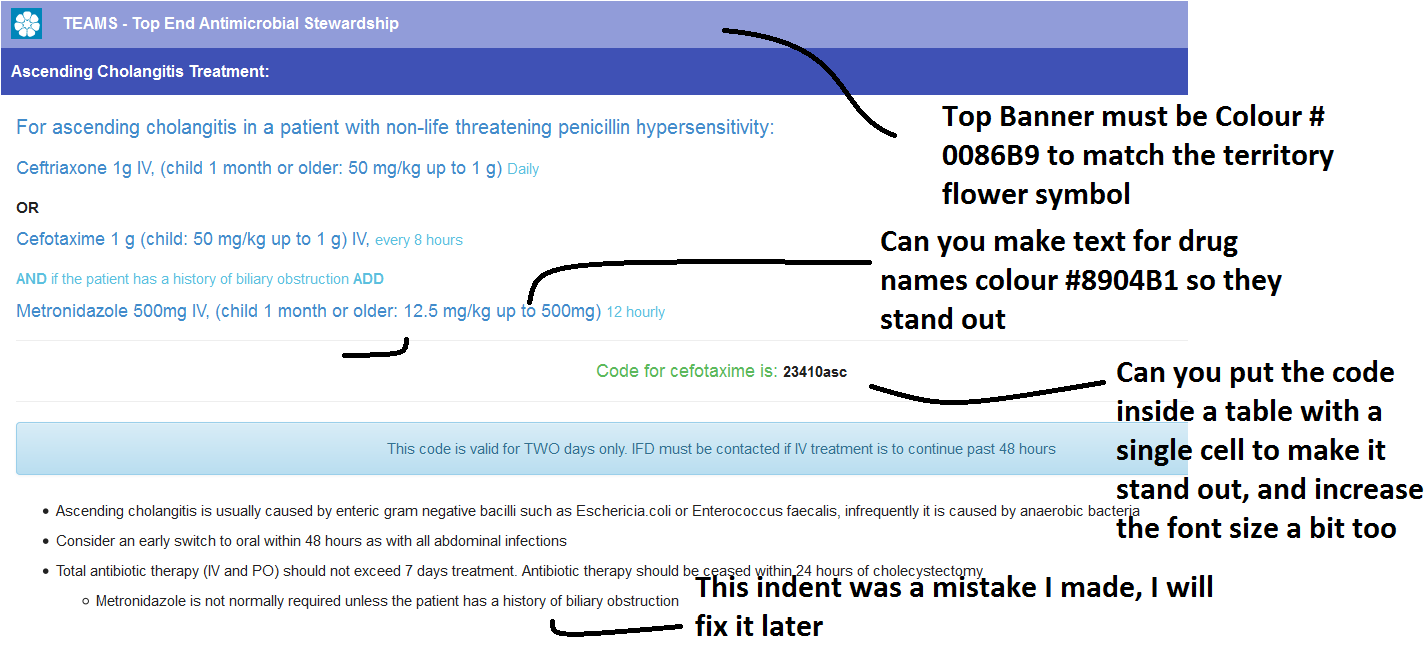 TEAMS - Top End Antimicrobial Stewardship
Ascending Cholangitis Treatment:
For ascending cholangitis in a patient with non-life threatening penicillin hypersensitivity:
Ceftriaxone 1g IV, (child 1 month or older: 50 mg/kg up to 1 g) Daily
OR
Cefotaxime 1 g (child: 50 mg/kg up to 1 g) IV, every 8 hours
AND if the patient has a history of biliary obstruction ADD
Metronidazole 500mg IV, (child 1 month or older: 12.5 mg/kg up to 500mg) 12 hourly
Code for cefotaxime is: 23410asc
This code is valid for TWO days only. IFD must be contacted if IV treatment is to continue past 48 hours
• Ascending cholangitis is usually caused by enteric gram negative bacilli such as Eschericia.coli or Enterococcus faecalis, infrequently it is caused by anaerobic bacteria
• Consider an early switch to oral within 48 hours as with all abdominal infections
• Total antibiotic therapy (IV and PO) should not exceed 7 days treatment. Antibiotic therapy should be ceased within 24 hours of cholecystectomy
○ Metronidazole is not normally required unless the patient has a history of biliary obstruction
Top Banner must be Colour #
0086B9 to match the territory
flower symbol
Can you make text for drug
names colour #8904B1 so they
stand out
Can you put the code
inside a table with a
single cell to make it
stand out, and increase
the font size a bit too
This indent was a mistake I made, I will
fix it later